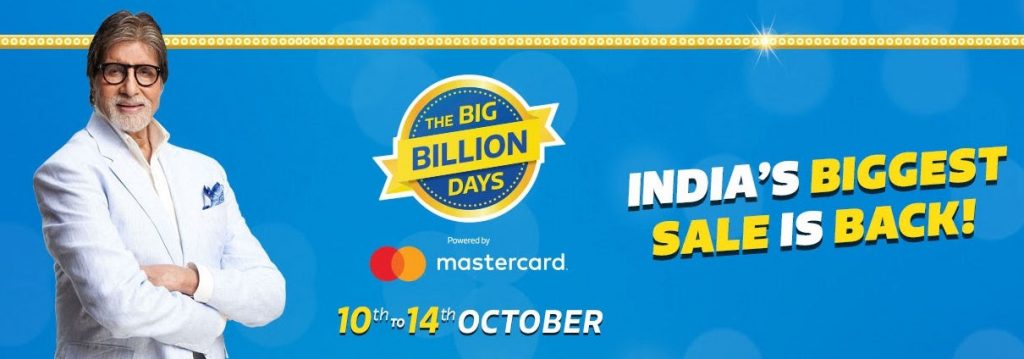 THE BIG
BILLION
DAYS
Powered by
mastercard.
10th TO 14th OCTOBER
INDIA'S BIGGEST
SALE IS BACK!